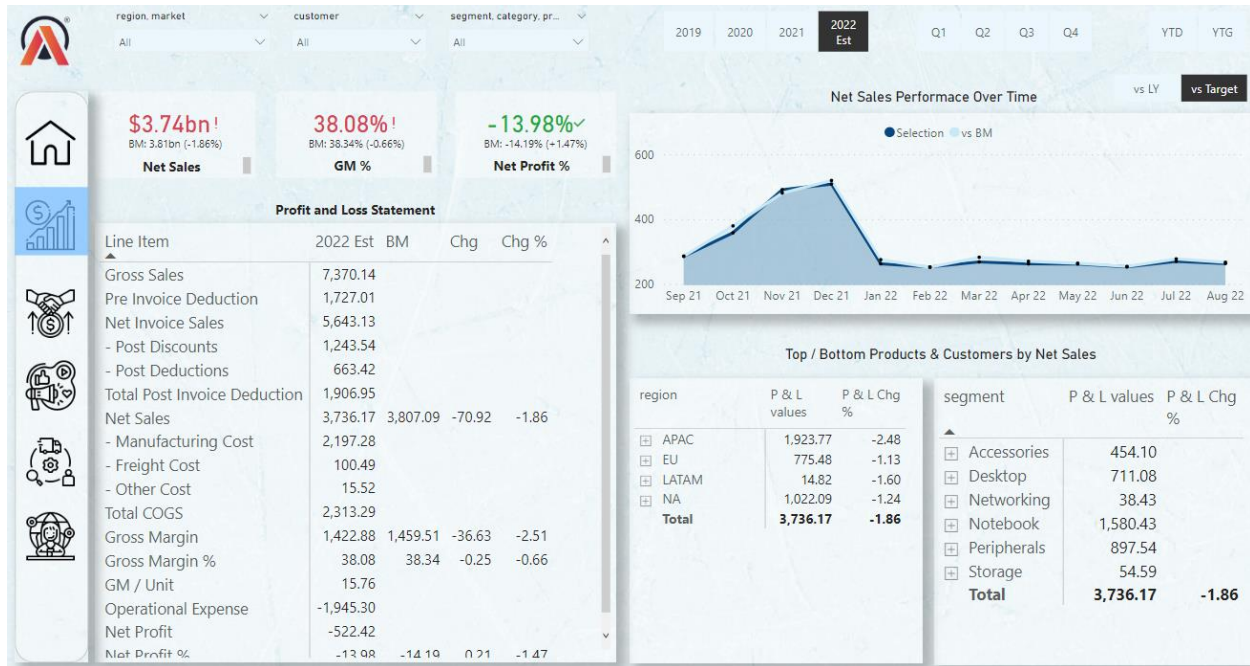 region, market
customer
segment, category, pr...
All
All
All
2019
2020
2021
2022
Est
Q1
Q2
Q3
Q4
YTD
YTG
vs LY
vs Target
$3.74bn!
BM: 3.81bn (-1.86%)
Net Sales
38.08%!
BM: 38.34% (-0.66%)
GM %
-13.98%✓
BM: -14.19% (+1.47%)
Net Profit %
Net Sales Performace Over Time
Selection vs BM
600
400
200
Sep 21 Oct 21 Nov 21 Dec 21 Jan 22 Feb 22 Mar 22 Apr 22 May 22 Jun 22 Jul 22 Aug 22
Profit and Loss Statement
Line Item 2022 Est BM Chg Chg %
Gross Sales 7,370.14
Pre Invoice Deduction 1,727.01
Net Invoice Sales 5,643.13
- Post Discounts 1,243.54
- Post Deductions 663.42
Total Post Invoice Deduction 1,906.95
Net Sales 3,736.17 3,807.09 -70.92 -1.86
- Manufacturing Cost 2,197.28
- Freight Cost 100.49
- Other Cost 15.52
Total COGS 2,313.29
Gross Margin 1,422.88 1,459.51 -36.63 -2.51
Gross Margin % 38.08 38.34 -0.25 -0.66
GM / Unit 15.76
Operational Expense -1,945.30
Net Profit -522.42
Net Profit % -13.98 -14.19 0.21 -1.47
Top / Bottom Products & Customers by Net Sales
region P & L values P & L Chg %
APAC 1,923.77 -2.48
EU 775.48 -1.13
LATAM 14.82 -1.60
NA 1,022.09 -1.24
Total 3,736.17 -1.86
segment P & L values P & L Chg %
Accessories 454.10
Desktop 711.08
Networking 38.43
Notebook 1,580.43
Peripherals 897.54
Storage 54.59
Total 3,736.17 -1.86